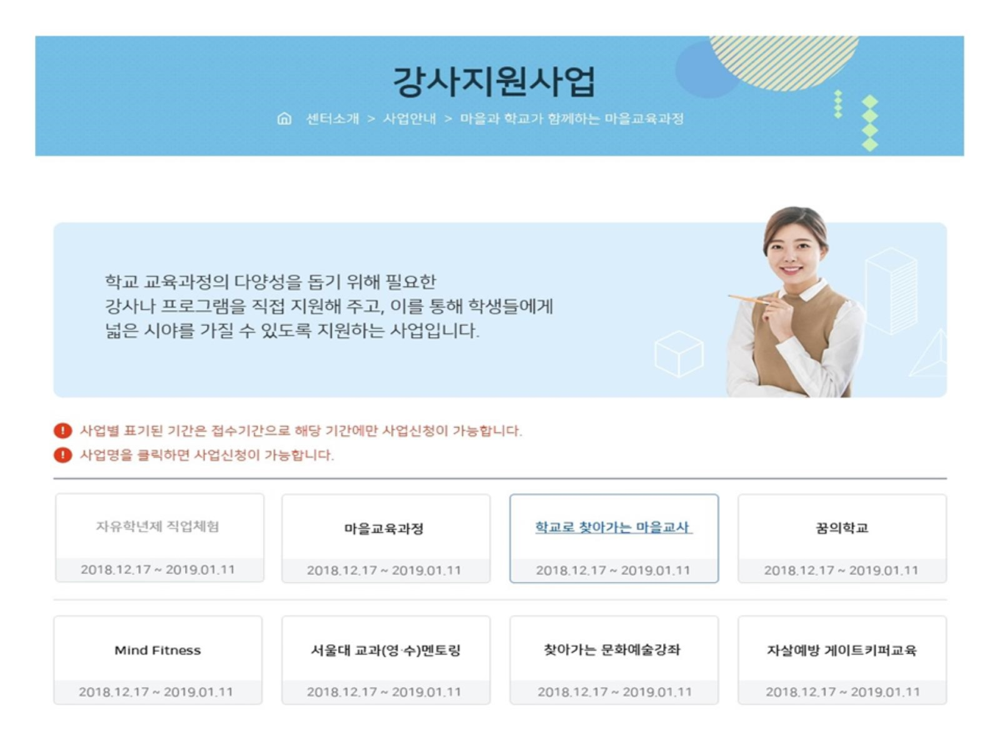 강사지원사업
센터소개 > 사업안내 > 마을과 학교가 함께하는 마을교육과정
학교 교육과정의 다양성을 돕기 위해 필요한
강사나 프로그램을 직접 지원해 주고, 이를 통해 학생들에게
넓은 시야를 가질 수 있도록 지원하는 사업입니다.
사업별 표기된 기간은 접수기간으로 해당 기간에만 사업신청이 가능합니다.
사업명을 클릭하면 사업신청이 가능합니다.
자유학년제 직업체험
2018.12.17 ~ 2019.01.11
마을교육과정
2018.12.17 ~ 2019.01.11
학교로 찾아가는 마을교사
2018.12.17 ~ 2019.01.11
꿈의학교
2018.12.17 ~ 2019.01.11
Mind Fitness
2018.12.17 ~ 2019.01.11
서울대 교과(영·수)멘토링
2018.12.17 ~ 2019.01.11
찾아가는 문화예술강좌
2018.12.17 ~ 2019.01.11
자살예방 게이트키퍼교육
2018.12.17 ~ 2019.01.11